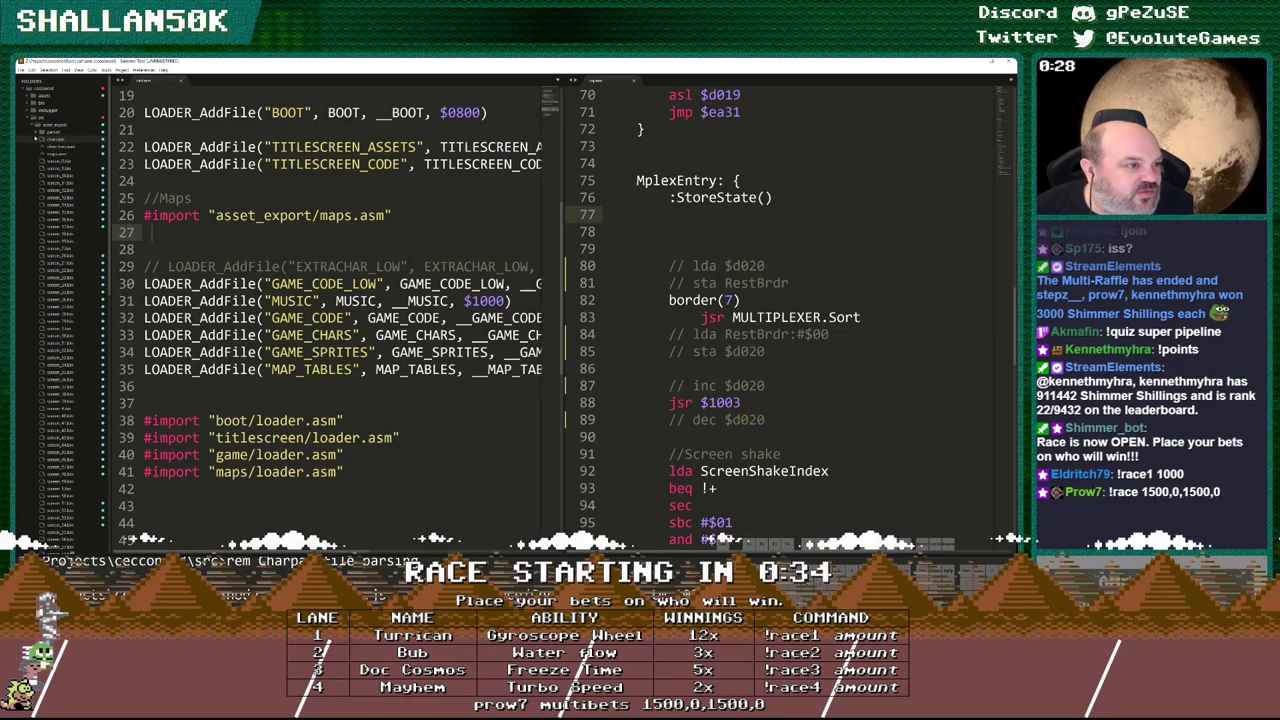 SHALLAN50K
Discord gPeZuSE
Twitter @EvoluteGames
0:28
FOLDERS
19
20 LOADER_AddFile("BOOT", BOOT, __BOOT, $0800)
21
22 LOADER_AddFile("TITLESCREEN_ASSETS", TITLESCREEN_A
23 LOADER_AddFile("TITLESCREEN_CODE", TITLESCREEN_COD
24
25 //Maps
26 #import "asset_export/maps.asm"
27
28
29 // LOADER_AddFile("EXTRACHAR_LOW", EXTRACHAR_LOW,
30 LOADER_AddFile("GAME_CODE_LOW", GAME_CODE_LOW, __G
31 LOADER_AddFile("MUSIC", MUSIC, __MUSIC, $1000)
32 LOADER_AddFile("GAME_CODE", GAME_CODE, __GAME_CODE
33 LOADER_AddFile("GAME_CHARS", GAME_CHARS, __GAME_CH
34 LOADER_AddFile("GAME_SPRITES", GAME_SPRITES, __GAM
35 LOADER_AddFile("MAP_TABLES", MAP_TABLES, __MAP_TAB
36
37
38 #import "boot/loader.asm"
39 #import "titlescreen/loader.asm"
40 #import "game/loader.asm"
41 #import "maps/loader.asm"
42
43
44
45
70 asl $d019
71 jmp $ea31
72 }
73
74
75 MplexEntry: {
76 :StoreState()
77
78
79
80 // lda $d020
81 // sta RestBrdr
82 border(7)
83 jsr MULTIPLEXER.Sort
84 // lda RestBrdr:#$00
85 // sta $d020
86
87 // inc $d020
88 jsr $1003
89 // dec $d020
90
91 //Screen shake
92 lda ScreenShakeIndex
93 beq !+
94 sec
95 sbc #$01
and
!join
Sp175: iss?
StreamElements:
The Multi-Raffle has ended and
stepz__, prow7, kennethmyhra won
3000 Shimmer Shillings each
Akmafin: !quiz super pipeline
Kennethmyhra: !points
StreamElements:
@kennethmyhra, kennethmyhra has
911442 Shimmer Shillings and is rank
22/9432 on the leaderboard.
Shimmer_bot:
Race is now OPEN. Place your bets
on who will win!!!
Eldritch79: !race1 1000
Prow7: !race 1500,0,1500,0
RACE STARTING IN 0:34
Place your bets on who will win.
LANE NAME ABILITY WINNINGS COMMAND
1 Turrican Gyroscope Wheel 12x !race1 amount
2 Bub Water flow 3x !race2 amount
3 Doc Cosmos Freeze Time 5x !race3 amount
4 Mayhem Turbo Speed 2x !race4 amount
prow7 multibets 1500,0,1500,0